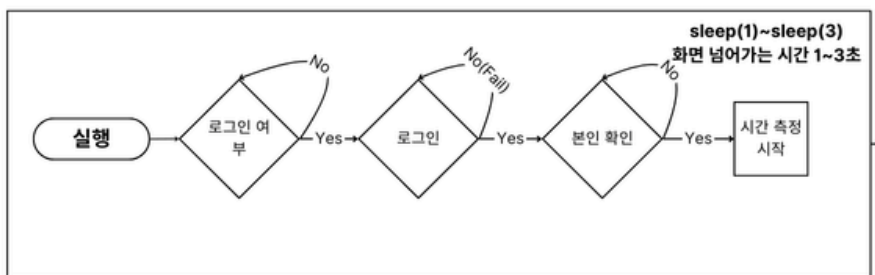 sleep(1)~sleep(3)
화면 넘어가는 시간 1~3초
No
No(Fail)
No
실행
로그인 여
부
Yes
로그인
Yes
본인 확인
Yes
시간 측정
시작